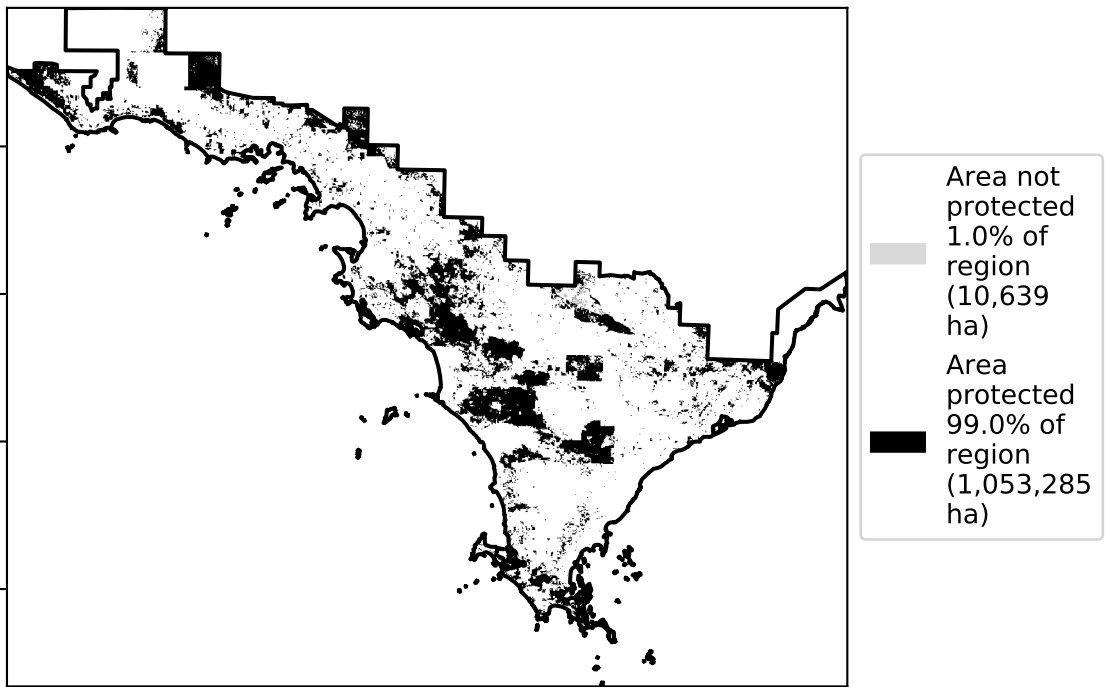 Area not
protected
1.0% of
region
(10,639
ha)
Area
protected
99.0% of
region
(1,053,285
ha)